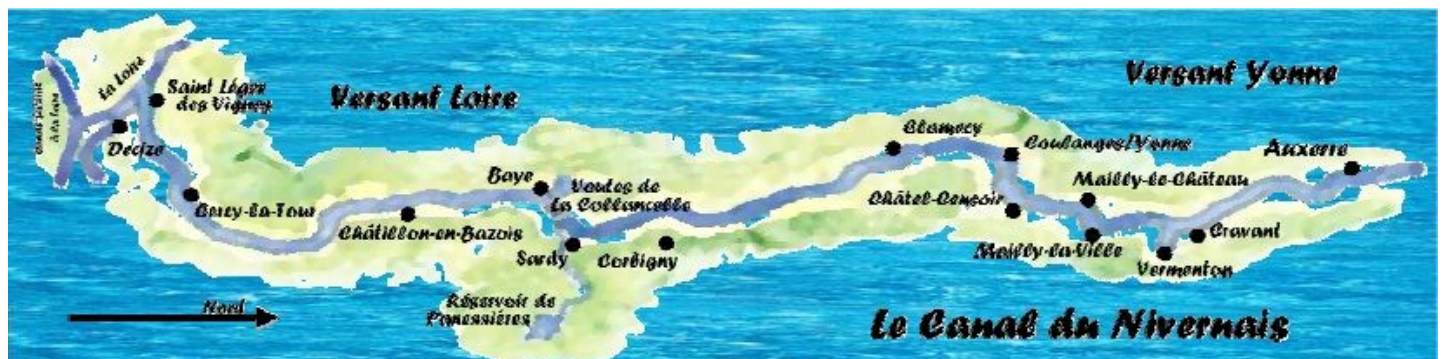 La Loire
Saint Léger
des Vignes
Decize
Versant Loire
Cercy-la-Tour
Châtillon-en-Bazois
Baye
Voutes de
La Collancelle
Sardy
Corbigny
Réservoir de
Clamecy
Coulanges/Yonne
Châtel-Censoir
Mailly-le-Château
Mailly-la-Ville
Versant Yonne
Auxerre
Cravant
Vermenton
Nord
Le Canal du Nivernais